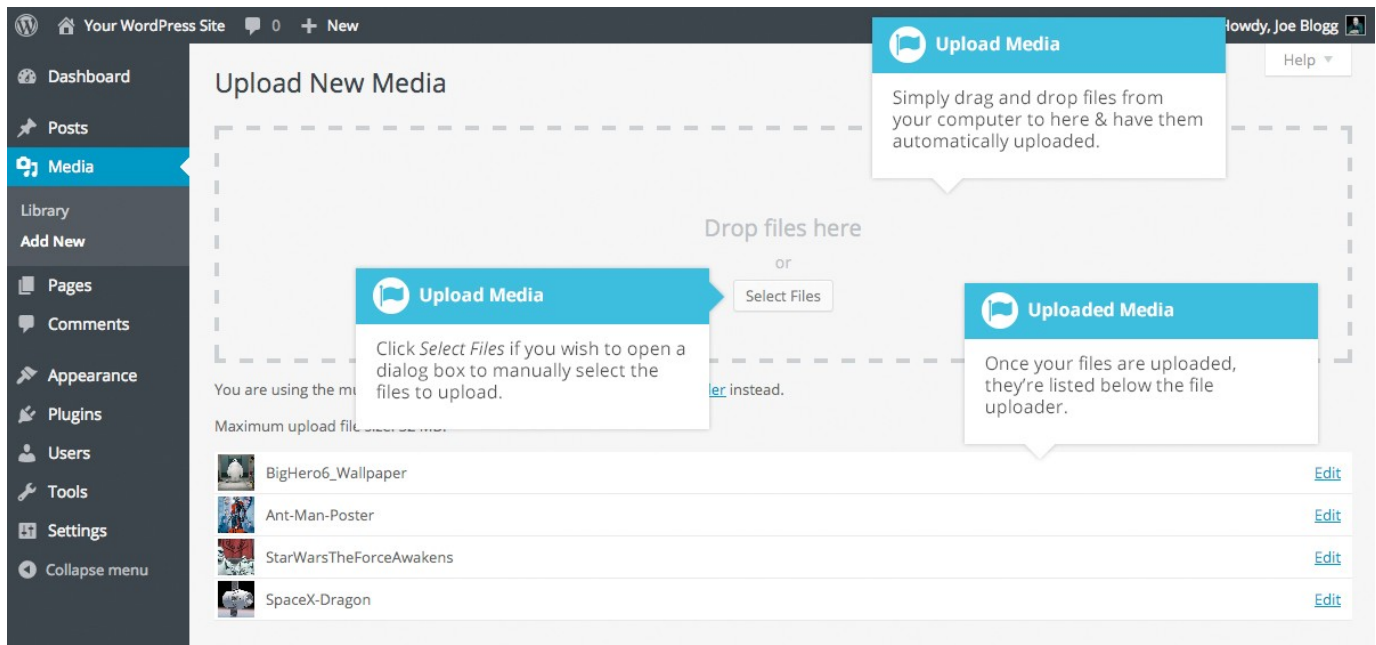 Your WordPress Site 0 + New
Howdy, Joe Blogg
Help
Dashboard
Posts
Media
Library
Add New
Pages
Comments
Appearance
Plugins
Users
Tools
Settings
Collapse menu
Upload New Media
Upload Media
Simply drag and drop files from
your computer to here & have them
automatically uploaded.
Drop files here
or
Select Files
Upload Media
Click Select Files if you wish to open a
dialog box to manually select the
files to upload.
Uploaded Media
Once your files are uploaded,
they’re listed below the file
uploader.
You are using the instead.
Maximum upload
BigHero6_Wallpaper Edit
Ant-Man-Poster Edit
StarWarsTheForceAwakens Edit
SpaceX-Dragon Edit